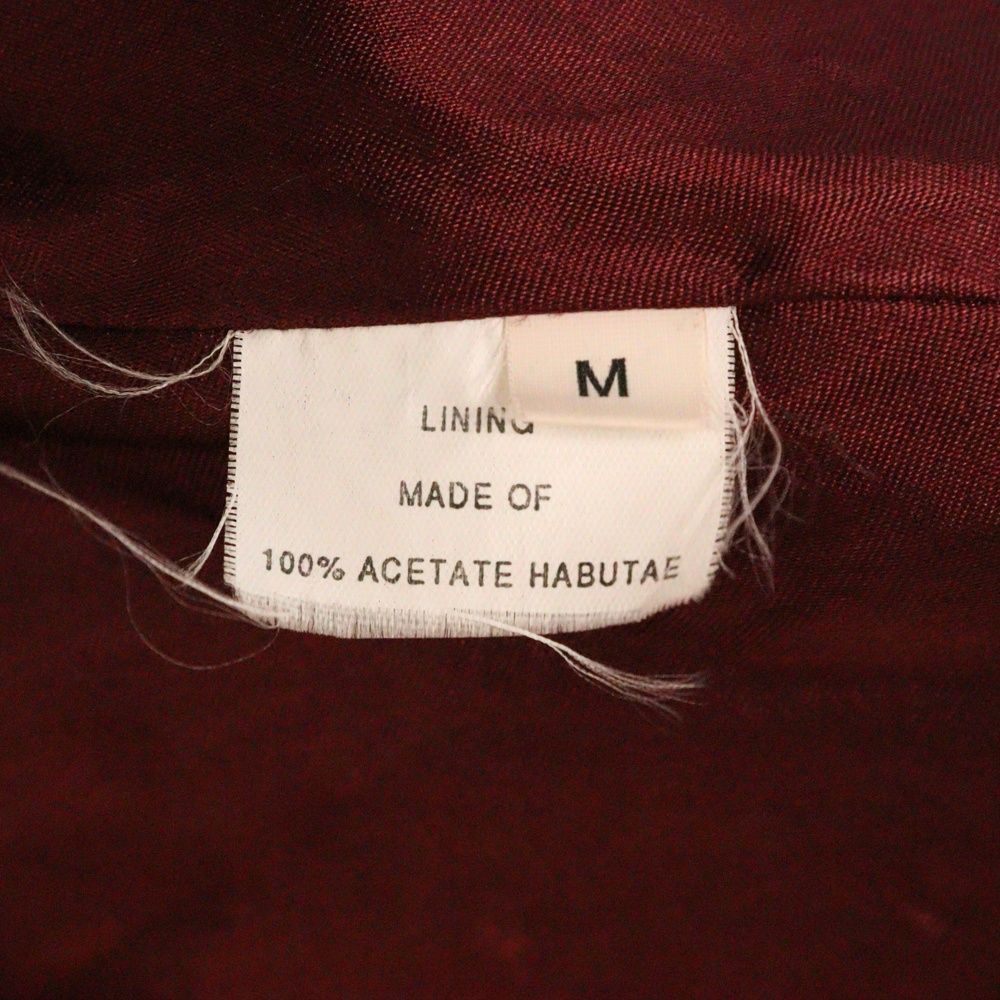 M
LINING
MADE OF
100% ACETATE HABUTAE